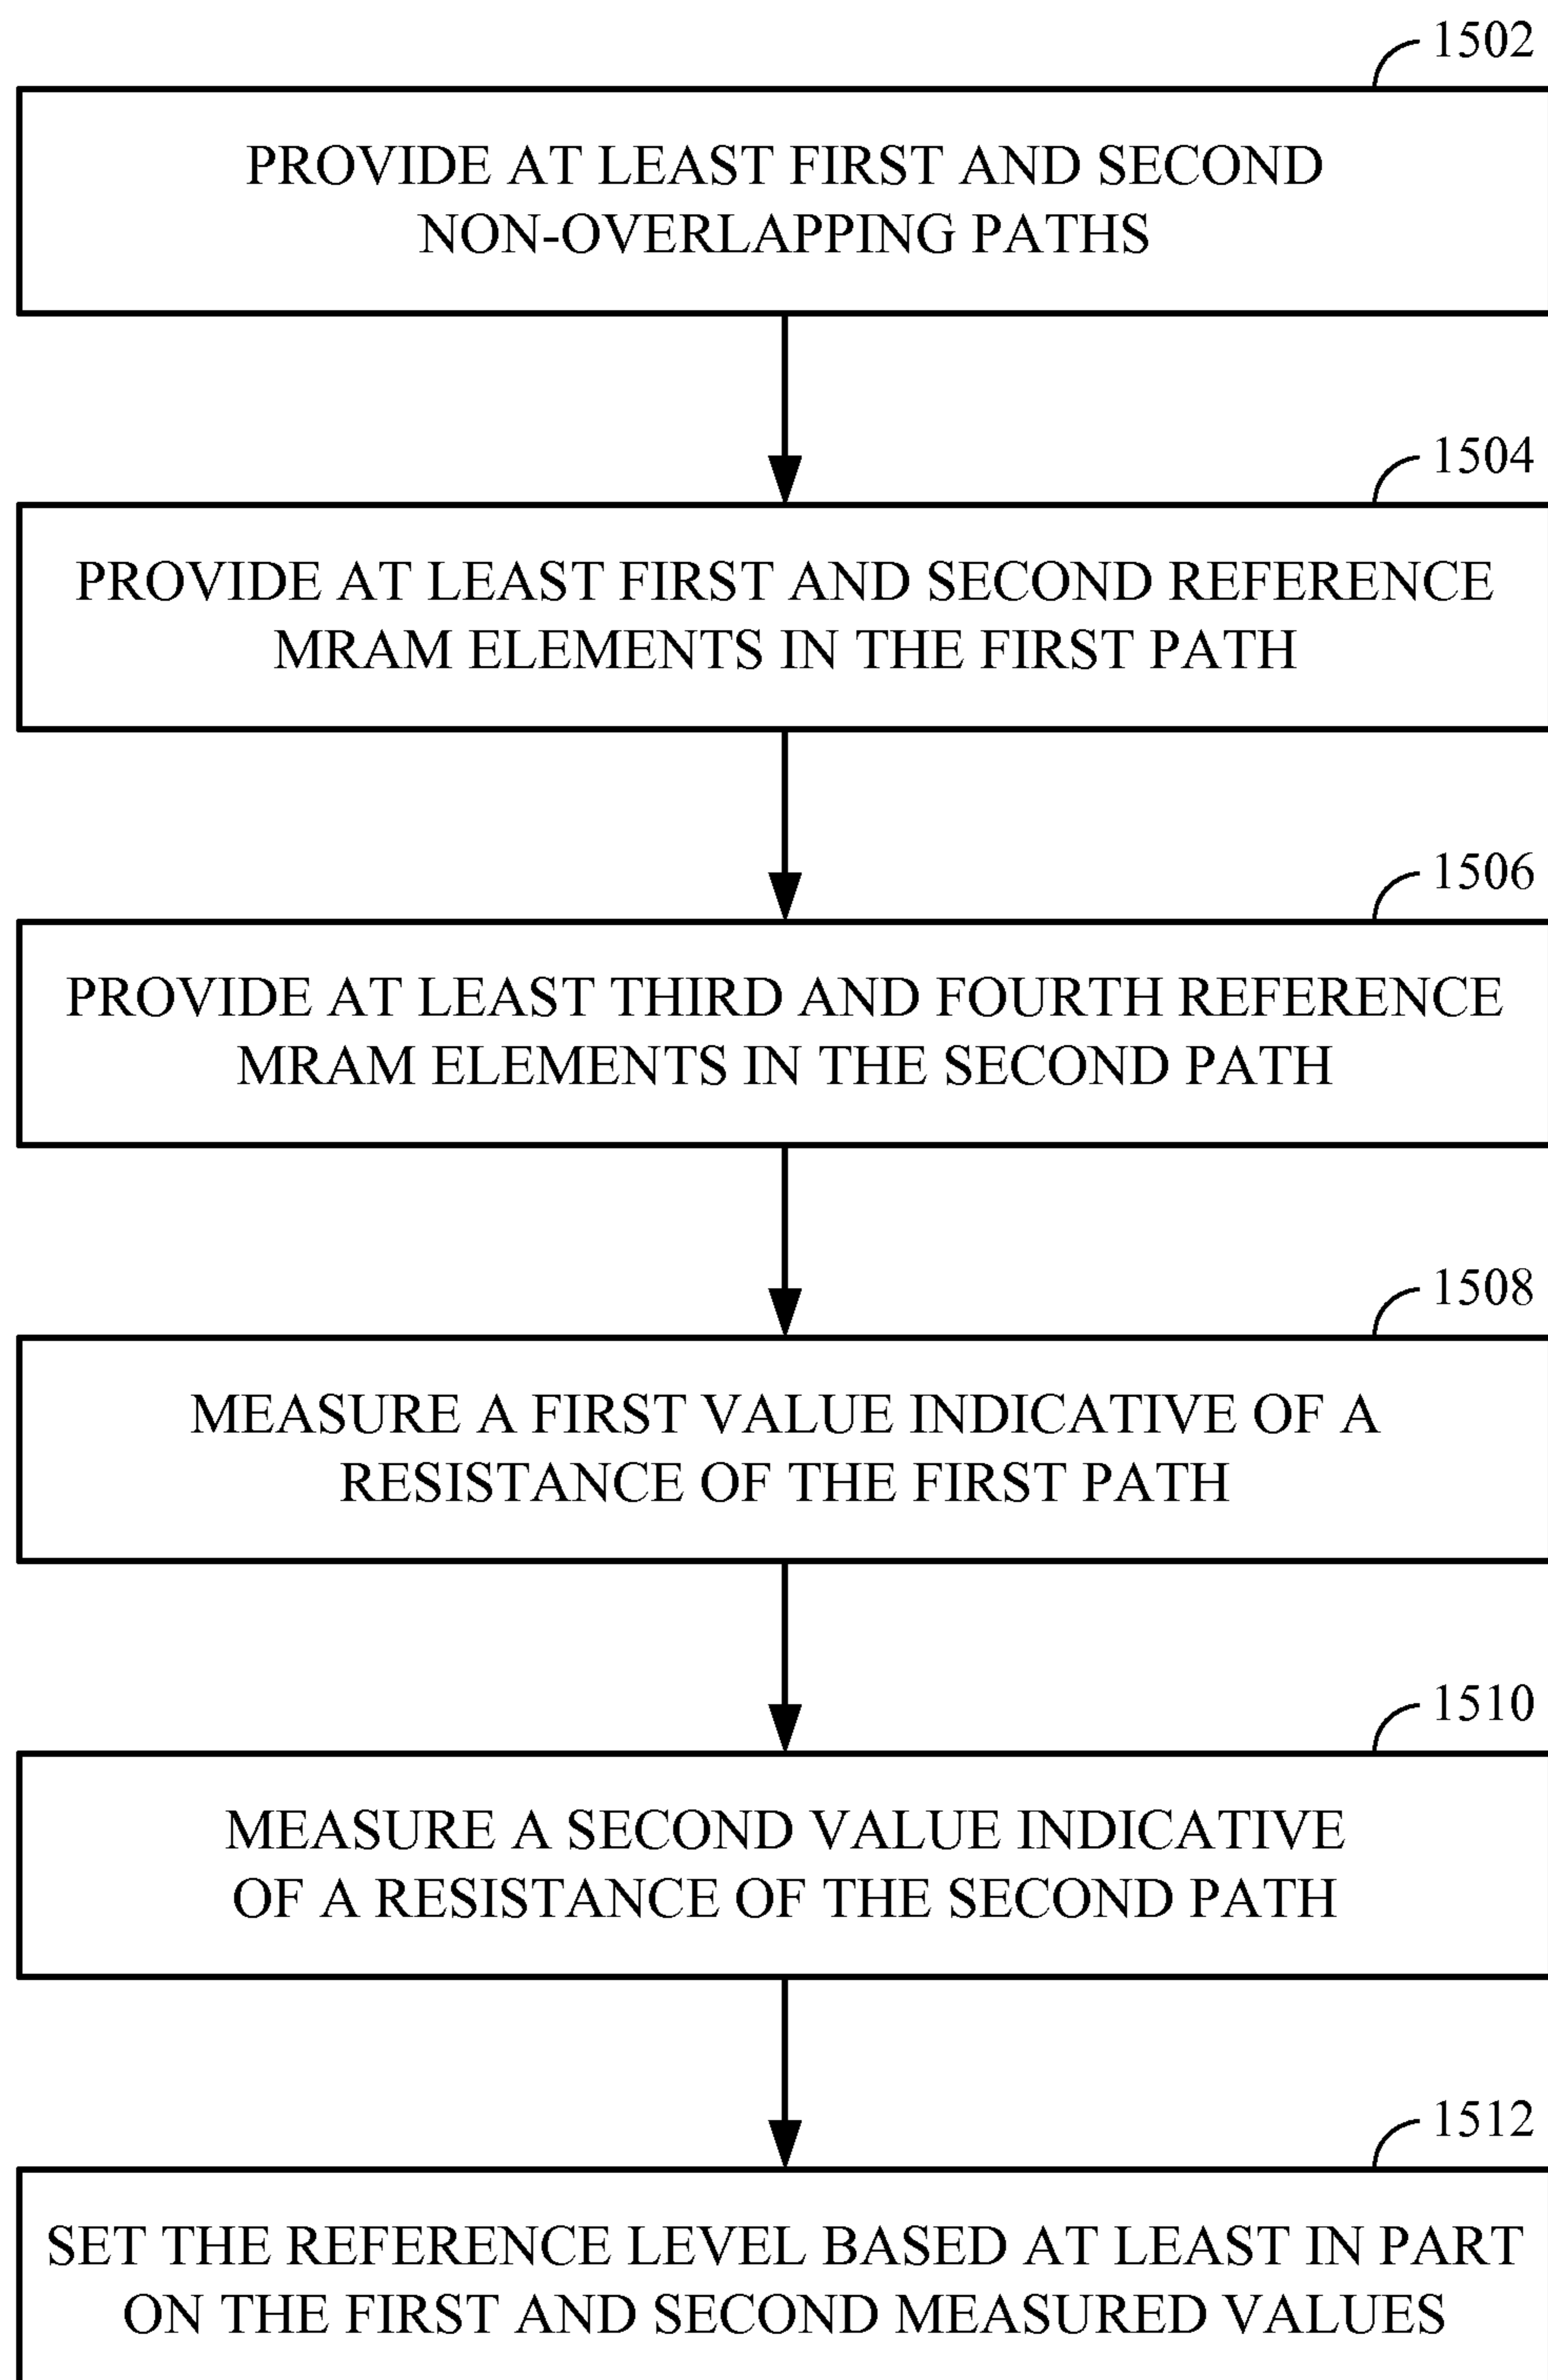 1502
PROVIDE AT LEAST FIRST AND SECOND
NON-OVERLAPPING PATHS
1504
PROVIDE AT LEAST FIRST AND SECOND REFERENCE
MRAM ELEMENTS IN THE FIRST PATH
1506
PROVIDE AT LEAST THIRD AND FOURTH REFERENCE
MRAM ELEMENTS IN THE SECOND PATH
1508
MEASURE A FIRST VALUE INDICATIVE OF A
RESISTANCE OF THE FIRST PATH
1510
MEASURE A SECOND VALUE INDICATIVE
OF A RESISTANCE OF THE SECOND PATH
1512
SET THE REFERENCE LEVEL BASED AT LEAST IN PART
ON THE FIRST AND SECOND MEASURED VALUES